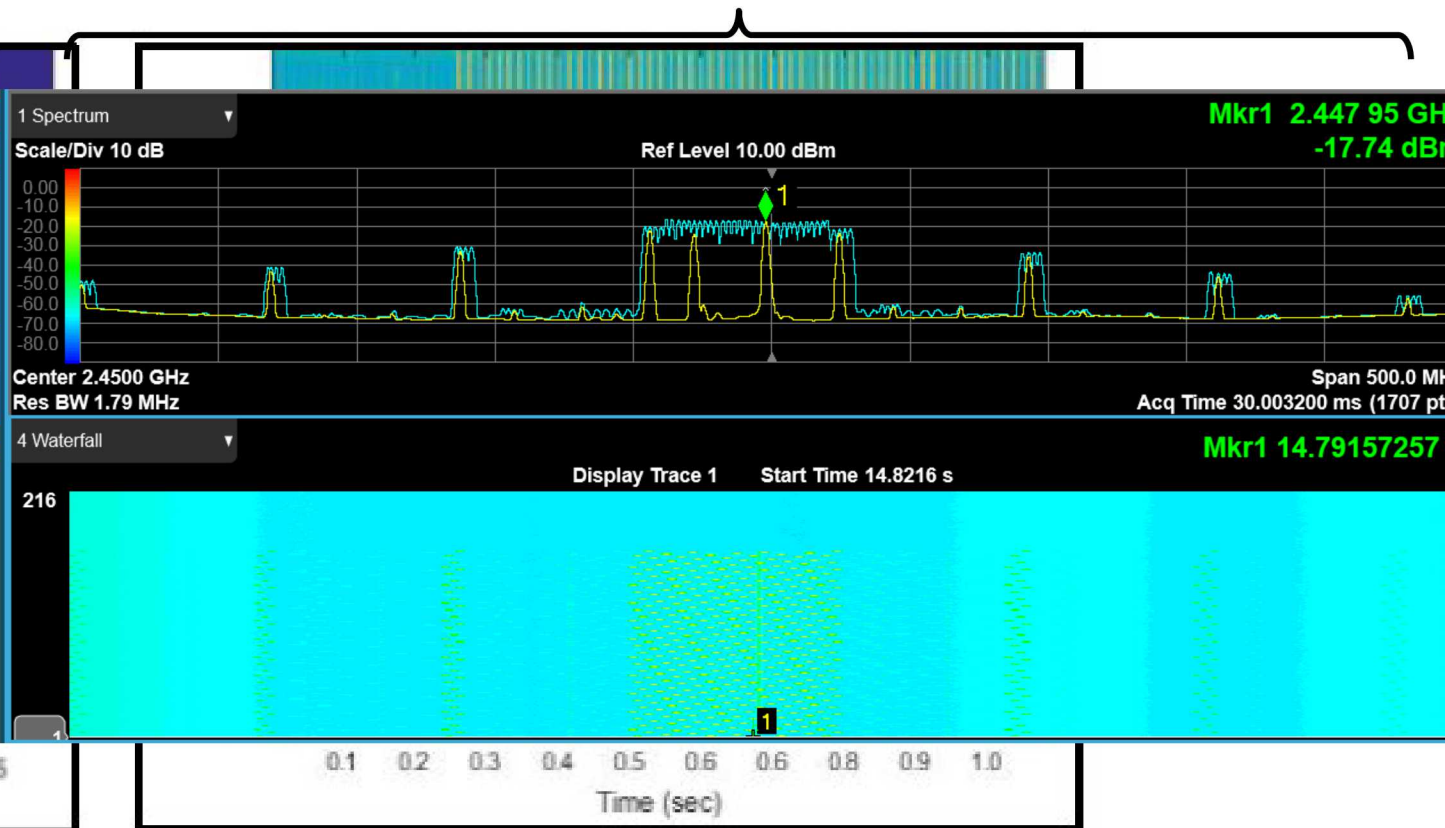 1 Spectrum
Mkr1 2.447 95 GH
Scale/Div 10 dB
Ref Level 10.00 dBm
-17.74 dB
0.00
-10.0
-20.0
-30.0
-40.0
-50.0
-60.0
-70.0
-80.0
1
Center 2.4500 GHz
Span 500.0 M
Res BW 1.79 MHz
Acq Time 30.003200 ms (1707 pt
4 Waterfall
Mkr1 14.79157257
Display Trace 1 Start Time 14.8216 s
216
1
1
0.1 0.2 0.3 0.4 0.5 0.6 0.6 0.8 0.9 1.0
Time (sec)